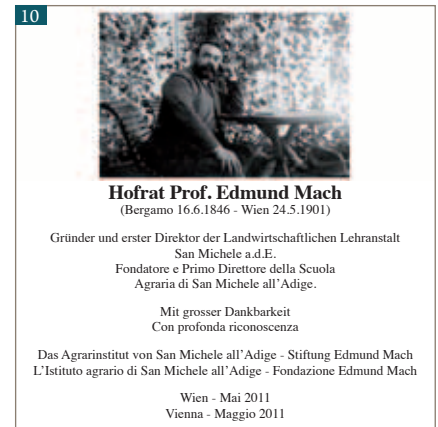 10
Hofrat Prof. Edmund Mach
(Bergamo 16.6.1846 - Wien 24.5.1901)
Gründer und erster Direktor der Landwirtschaftlichen Lehranstalt
San Michele a.d.E.
Fondatore e Primo Direttore della Scuola
Agraria di San Michele all’Adige.
Mit grosser Dankbarkeit
Con profonda riconoscenza
Das Agrarinstitut von San Michele all’Adige - Stiftung Edmund Mach
L’Istituto agrario di San Michele all’Adige - Fondazione Edmund Mach
Wien - Mai 2011
Vienna - Maggio 2011